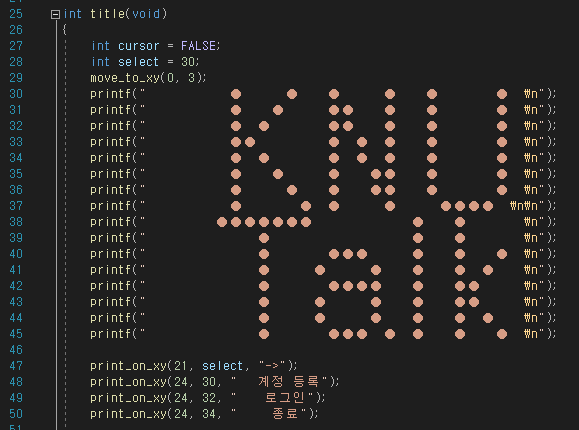 25 int title(void)
26 {
27 int cursor = FALSE;
28 int select = 30;
29 move_to_xy(0, 3);
30 printf("            ●       ●     ●       ●     ●         ●  ₩n");
31 printf("            ●     ●       ●●     ●     ●         ●  ₩n");
32 printf("            ●   ●         ●●     ●     ●         ●  ₩n");
33 printf("            ●●           ●   ●   ●     ●         ●  ₩n");
34 printf("            ●   ●         ●   ●   ●     ●         ●  ₩n");
35 printf("            ●     ●       ●     ●●     ●         ●  ₩n");
36 printf("            ●       ●     ●     ●●     ●         ●  ₩n");
37 printf("            ●         ●   ●       ●       ●●●●  ₩n₩n");
38 printf("          ●●●●●●●               ●     ●        ₩n");
39 printf("                ●                     ●     ●        ₩n");
40 printf("                ●         ●●●       ●     ●     ●  ₩n");
41 printf("                ●       ●       ●     ●     ●   ●    ₩n");
42 printf("                ●         ●●●●     ●     ●●      ₩n");
43 printf("                ●       ●       ●     ●     ●●      ₩n");
44 printf("                ●       ●       ●     ●     ●   ●    ₩n");
45 printf("                ●         ●●●●●   ●     ●     ●  ₩n");
46
47 print_on_xy(21, select, "->");
48 print_on_xy(24, 30, "   계정 등록");
49 print_on_xy(24, 32, "    로그인");
50 print_on_xy(24, 34, "     종료");